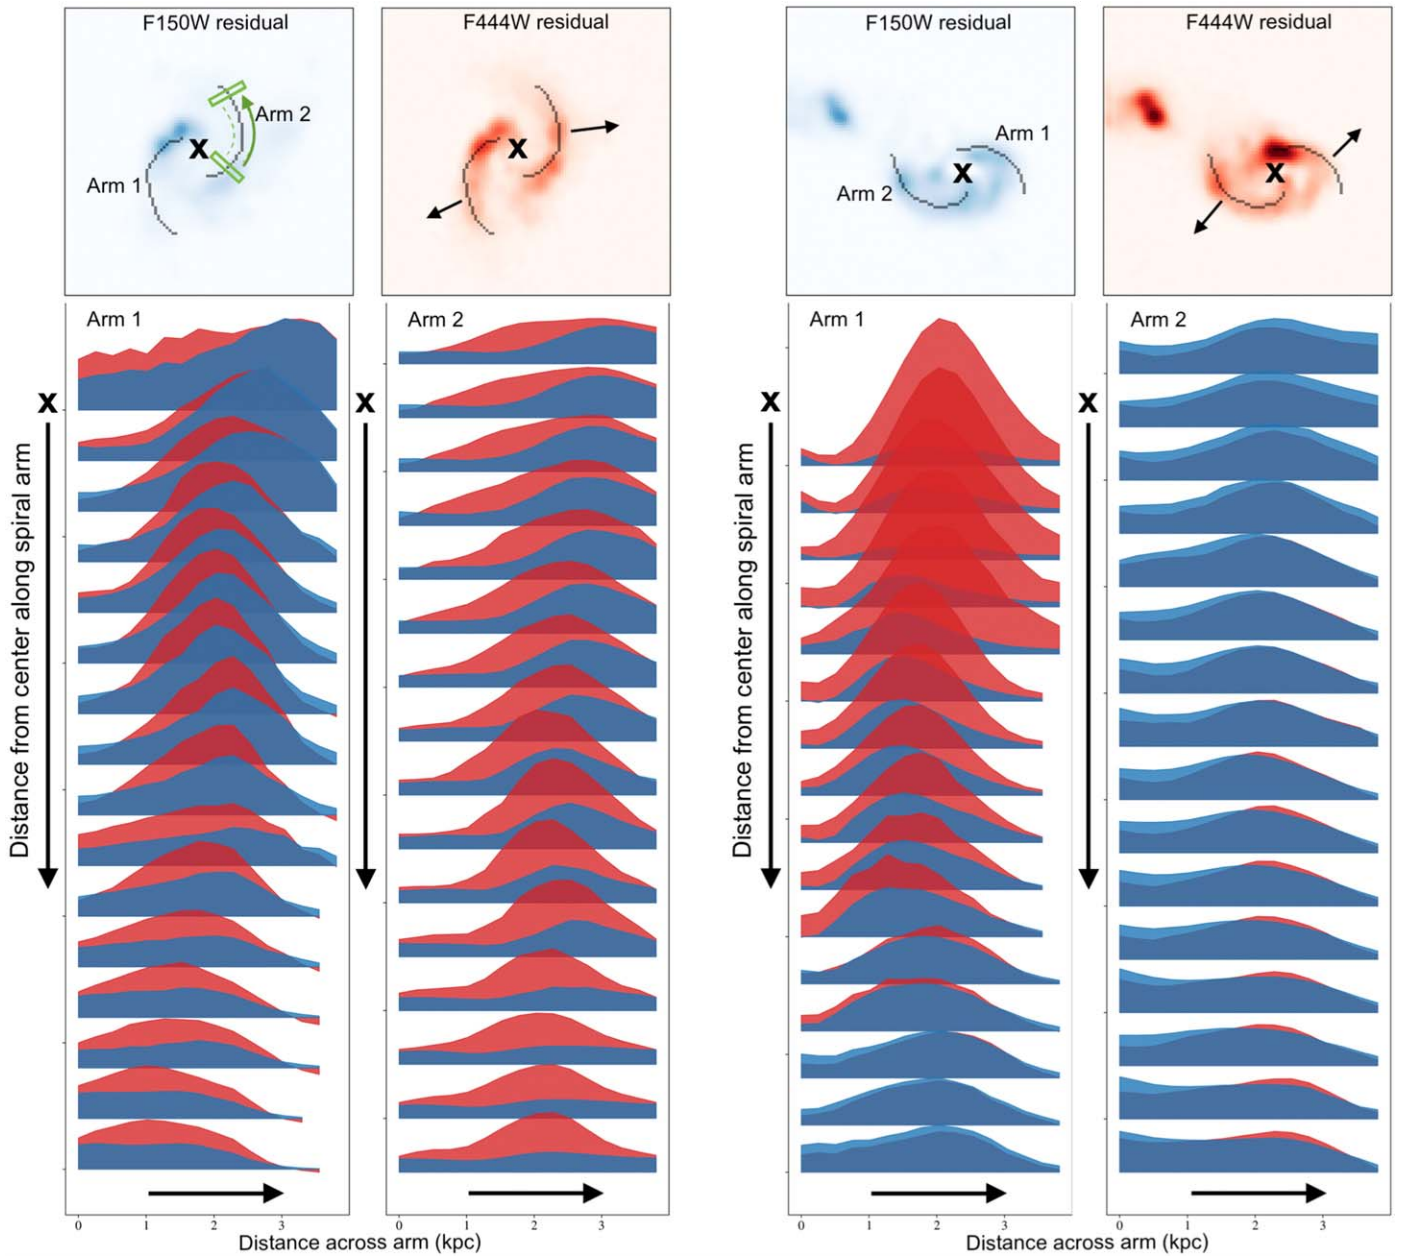 F150W residual
F444W residual
F150W residual
F444W residual
Arm 2
Arm 1
X
X
Arm 1
Arm 2
X
X
Arm 1
Arm 2
Arm 1
Arm 2
X
X
X
X
Distance from center along spiral arm
Distance from center along spiral arm
0 1 2 3
0 1 2 3
0 1 2 3
0 1 2 3
Distance across arm (kpc)
Distance across arm (kpc)